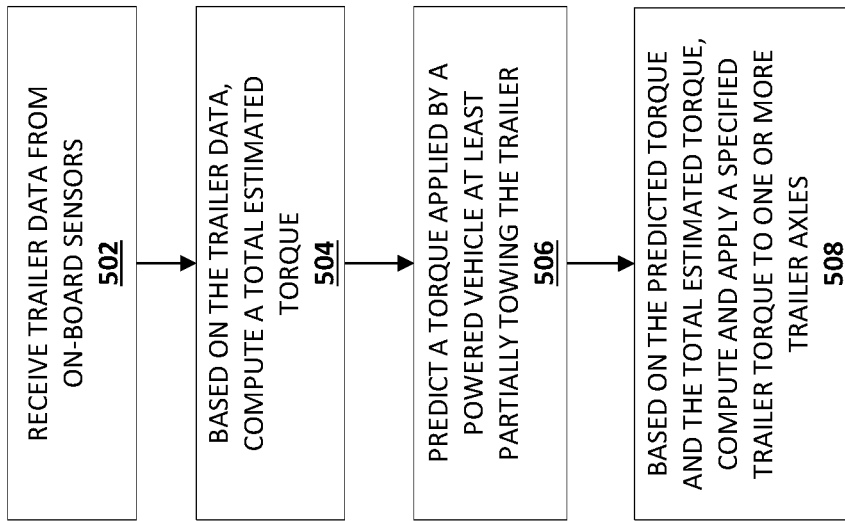 RECEIVE TRAILER DATA FROM
ON-BOARD SENSORS
502
BASED ON THE TRAILER DATA,
COMPUTE A TOTAL ESTIMATED
TORQUE
504
PREDICT A TORQUE APPLIED BY A
POWERED VEHICLE AT LEAST
PARTIALLY TOWING THE TRAILER
506
BASED ON THE PREDICTED TORQUE
AND THE TOTAL ESTIMATED TORQUE,
COMPUTE AND APPLY A SPECIFIED
TRAILER TORQUE TO ONE OR MORE
TRAILER AXLES
508